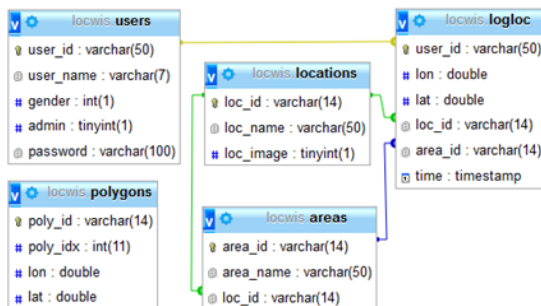 v locwis users
user_id : varchar(50)
user_name : varchar(7)
gender : int(1)
admin : tinyint(1)
password : varchar(100)
v locwis locations
loc_id : varchar(14)
loc_name : varchar(50)
loc_image : tinyint(1)
v locwis logloc
user_id : varchar(50)
# lon : double
# lat : double
loc_id : varchar(14)
area_id : varchar(14)
time : timestamp
v locwis polygons
poly_id : varchar(14)
# poly_idx : int(11)
# lon : double
# lat : double
v locwis areas
area_id : varchar(14)
area_name : varchar(50)
loc_id : varchar(14)